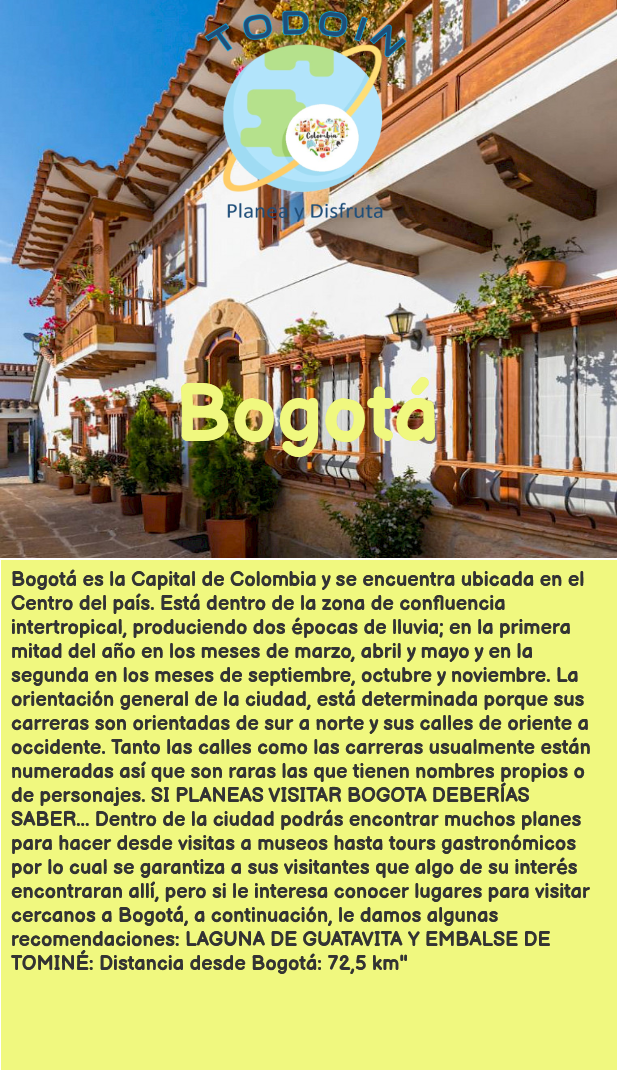 TODOIN
Colombia
Planea y Disfruta
Bogotá
Bogotá es la Capital de Colombia y se encuentra ubicada en el
Centro del país. Está dentro de la zona de confluencia
intertropical, produciendo dos épocas de lluvia; en la primera
mitad del año en los meses de marzo, abril y mayo y en la
segunda en los meses de septiembre, octubre y noviembre. La
orientación general de la ciudad, está determinada porque sus
carreras son orientadas de sur a norte y sus calles de oriente a
occidente. Tanto las calles como las carreras usualmente están
numeradas así que son raras las que tienen nombres propios o
de personajes. SI PLANEAS VISITAR BOGOTA DEBERÍAS
SABER... Dentro de la ciudad podrás encontrar muchos planes
para hacer desde visitas a museos hasta tours gastronómicos
por lo cual se garantiza a sus visitantes que algo de su interés
encontraran allí, pero si le interesa conocer lugares para visitar
cercanos a Bogotá, a continuación, le damos algunas
recomendaciones: LAGUNA DE GUATAVITA Y EMBALSE DE
TOMINÉ: Distancia desde Bogotá: 72,5 km"